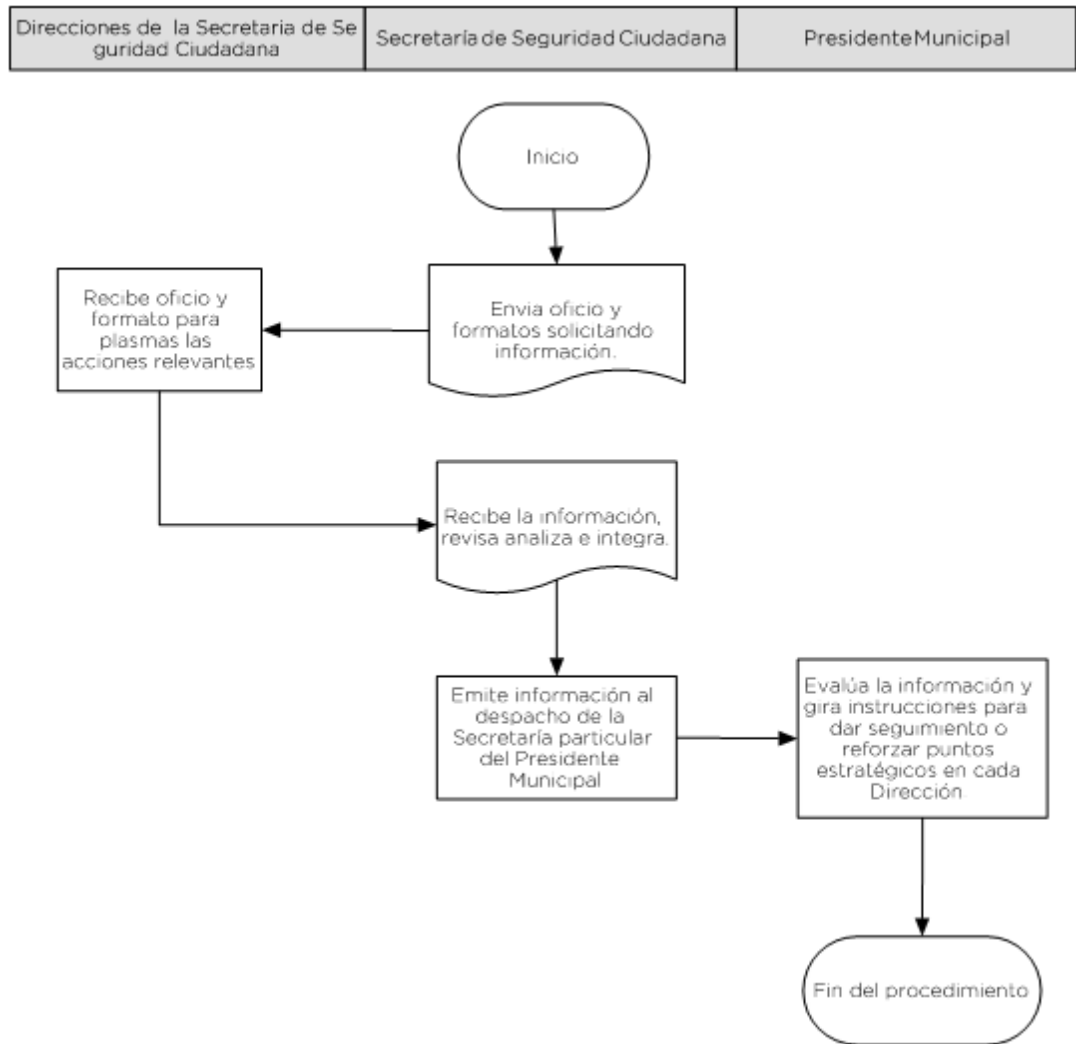 Direcciones de la Secretaria de Se
guridad Ciudadana
Secretaría de Seguridad Ciudadana
Presidente Municipal
Inicio
Envia oficio y
formatos solicitando
información.
Recibe oficio y
formato para
plasmas las
acciones relevantes
Recibe la información,
revisa analiza e integra.
Emite información al
despacho de la
Secretaría particular
del Presidente
Municipal
Evalúa la información y
gira instrucciones para
dar seguimiento o
reforzar puntos
estratégicos en cada
Dirección
Fin del procedimiento